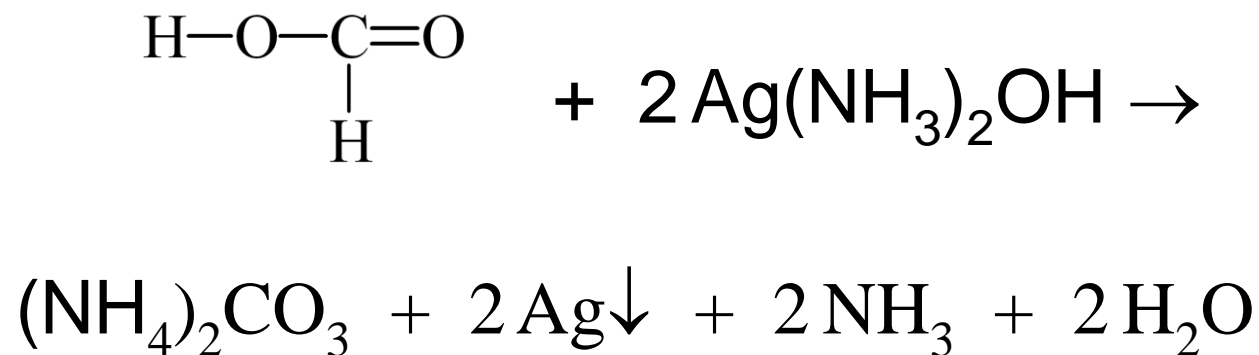 H—O—C=O
H
+ 2 Ag(NH₃)₂OH →
(NH₄)₂CO₃ + 2 Ag↓ + 2 NH₃ + 2 H₂O